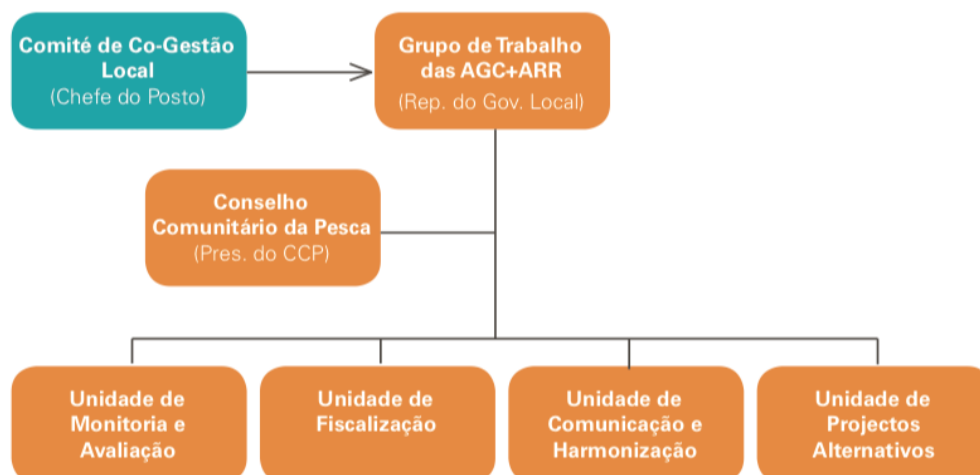 Comité de Co-Gestão
Local
(Chefe do Posto)
Grupo de Trabalho
das AGC+ARR
(Rep. do Gov. Local)
Conselho
Comunitário da Pesca
(Pres. do CCP)
Unidade de
Monitoria e
Avaliação
Unidade de
Fiscalização
Unidade de
Comunicação e
Harmonização
Unidade de
Projectos
Alternativos